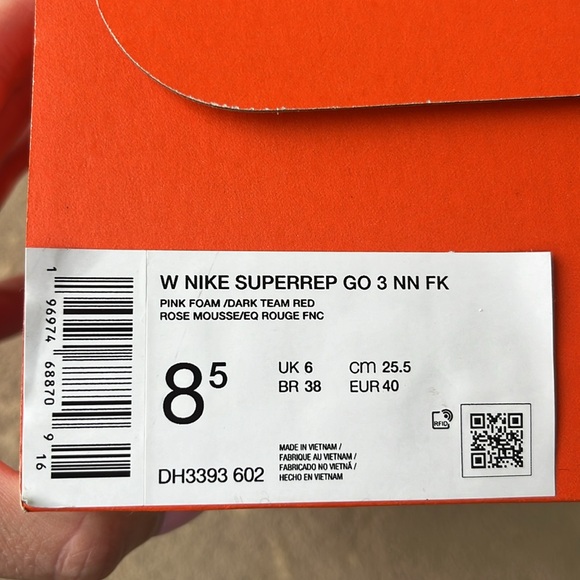 W NIKE SUPERREP GO 3 NN FK
PINK FOAM /DARK TEAM RED
ROSE MOUSSE/EQ ROUGE FNC
8⁵
UK 6
cm 25.5
BR 38
EUR 40
RFID
MADE IN VIETNAM /
FABRIQUE AU VIETNAM /
FABRICADO NO VIETNÃ /
HECHO EN VIETNAM
DH3393 602
1 96974 68870 9 16